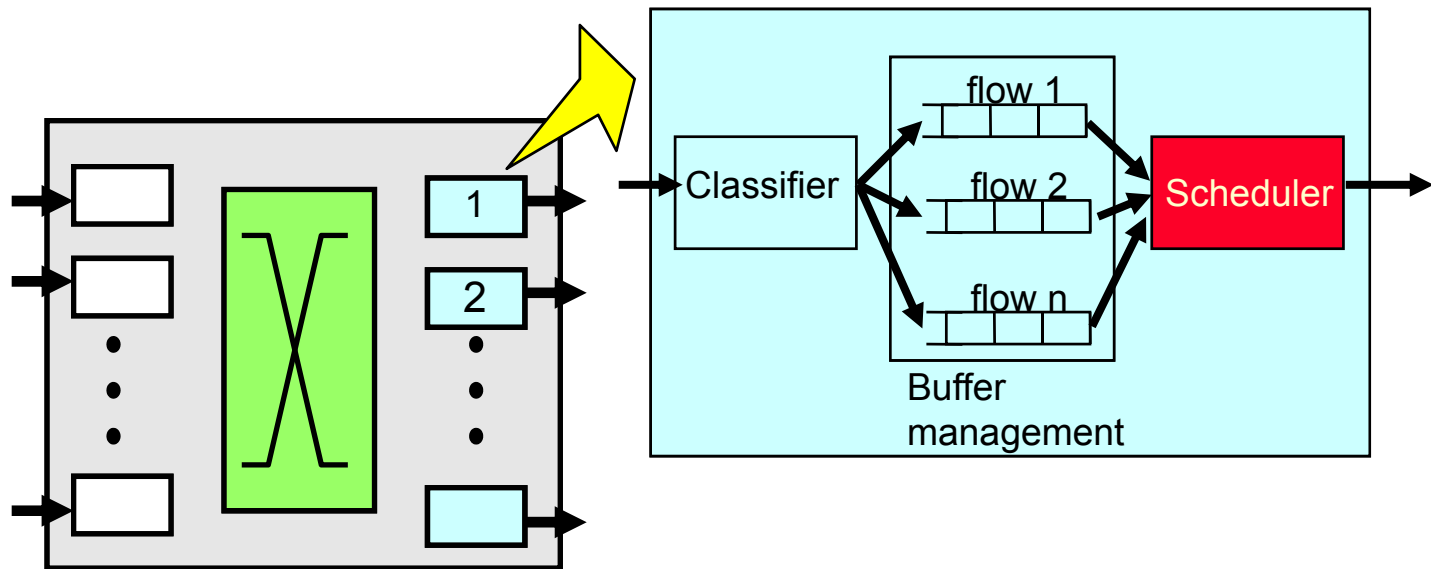 1
2
flow 1
Classifier
flow 2
Scheduler
flow n
Buffer
management